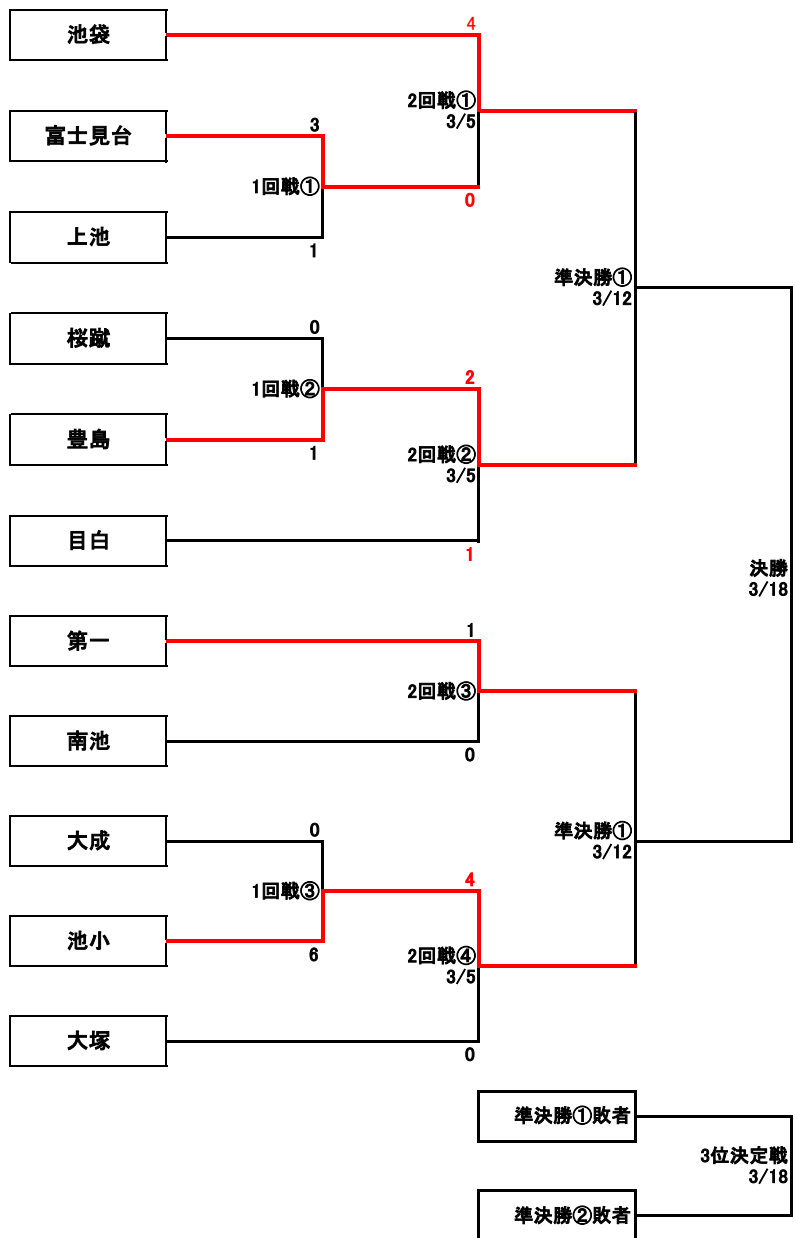 池袋
4
2回戦①
3/5
富士見台
3
1回戦①
0
上池
1
準決勝①
3/12
桜蹴
0
1回戦②
2
豊島
1
2回戦②
3/5
目白
1
決勝
3/18
第一
1
2回戦③
南池
0
大成
0
準決勝①
3/12
1回戦③
4
池小
6
2回戦④
3/5
大塚
0
準決勝①敗者
3位決定戦
3/18
準決勝②敗者